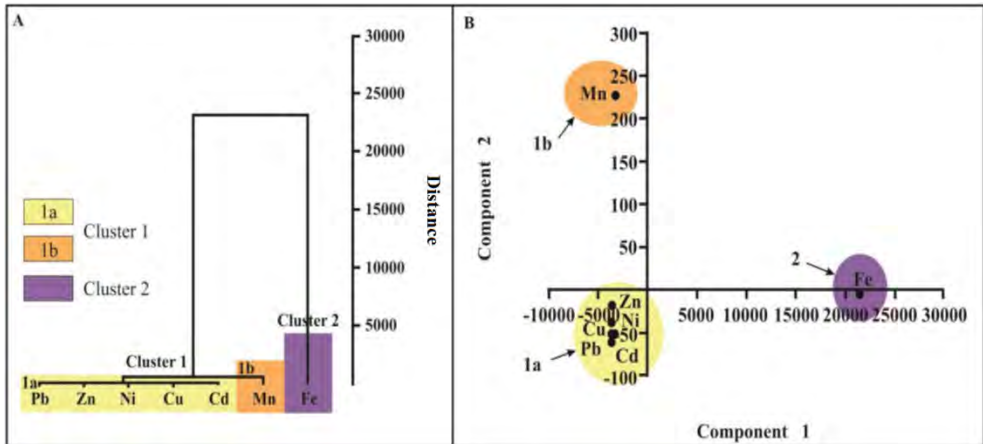 A
30000
25000
20000
15000
10000
5000
Distance
1a
1b
Cluster 1
Cluster 2
Cluster 2
Cluster 1
1a
1b
Pb Zn Ni Cu Cd Mn Fe
B
300
250
200
150
100
50
-50
-100
Component 2
Mn
1b
2
Fe
-10000 -5000 5000 10000 15000 20000 25000 30000
Zn
Ni
Cu
Pb
Cd
1a
Component 1